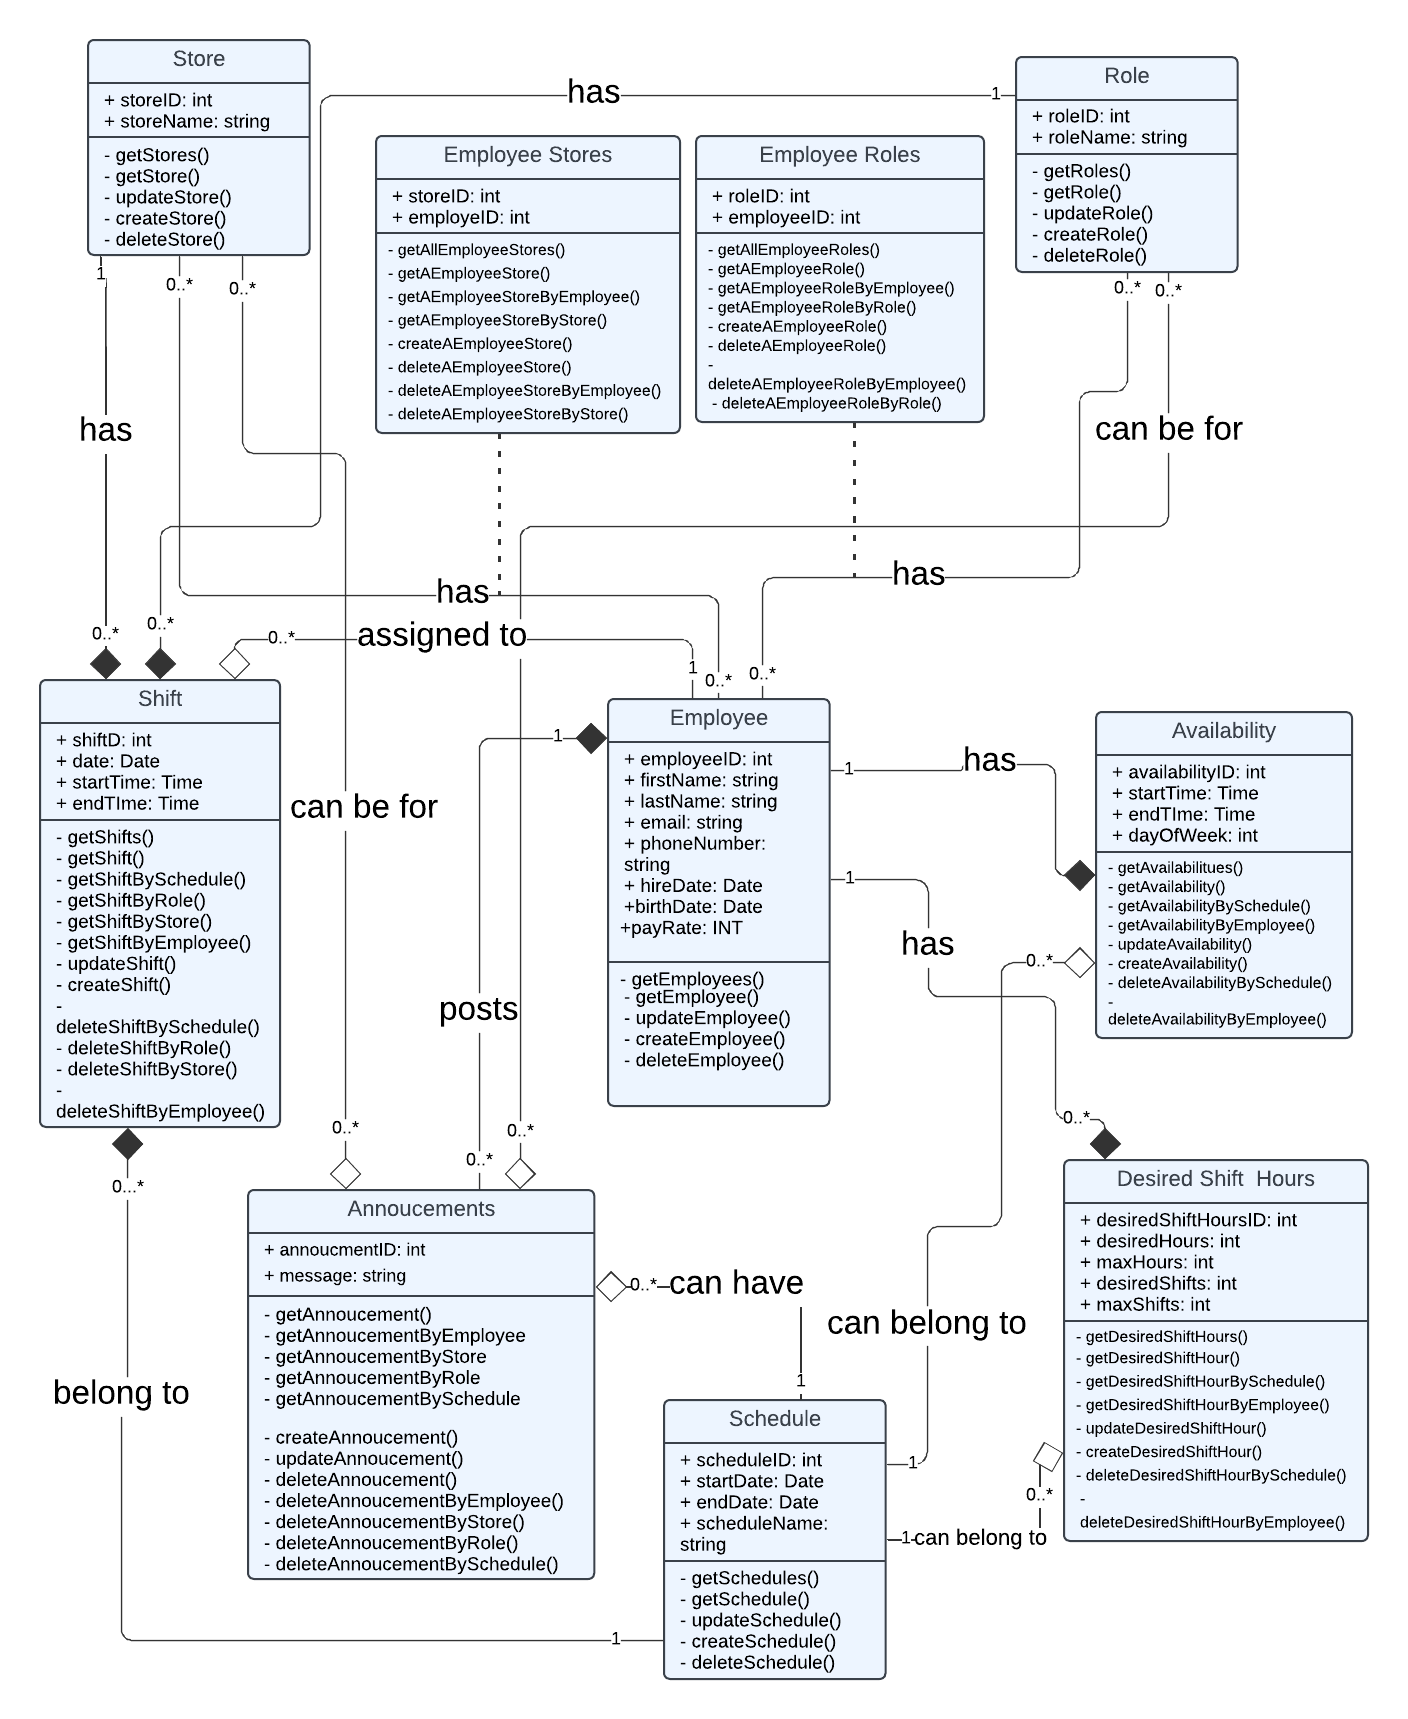 Store
+ storeID: int
+ storeName: string
- getStores()
- getStore()
- updateStore()
- createStore()
- deleteStore()
has
1
Role
+ roleID: int
+ roleName: string
- getRoles()
- getRole()
- updateRole()
- createRole()
- deleteRole()
Employee Stores
+ storeID: int
+ employeID: int
- getAllEmployeeStores()
- getAEmployeeStore()
- getAEmployeeStoreByEmployee()
- getAEmployeeStoreByStore()
- createAEmployeeStore()
- deleteAEmployeeStore()
- deleteAEmployeeStoreByEmployee()
- deleteAEmployeeStoreByStore()
Employee Roles
+ roleID: int
+ employeeID: int
- getAllEmployeeRoles()
- getAEmployeeRole()
- getAEmployeeRoleByEmployee()
- getAEmployeeRoleByRole()
- createAEmployeeRole()
- deleteAEmployeeRole()
-
deleteAEmployeeRoleByEmployee()
- deleteAEmployeeRoleByRole()
1
0..*
0..*
0..*
0..*
has
can be for
has
has
0..*
0..*
0..*
assigned to
1
0..*
0..*
Shift
+ shiftD: int
+ date: Date
+ startTime: Time
+ endTIme: Time
- getShifts()
- getShift()
- getShiftBySchedule()
- getShiftByRole()
- getShiftByStore()
- getShiftByEmployee()
- updateShift()
- createShift()
-
deleteShiftBySchedule()
- deleteShiftByRole()
- deleteShiftByStore()
-
deleteShiftByEmployee()
can be for
1
posts
Employee
+ employeeID: int
+ firstName: string
+ lastName: string
+ email: string
+ phoneNumber:
string
+ hireDate: Date
+birthDate: Date
+payRate: INT
- getEmployees()
- getEmployee()
- updateEmployee()
- createEmployee()
- deleteEmployee()
1
has
1
has
Availability
+ availabilityID: int
+ startTime: Time
+ endTIme: Time
+ dayOfWeek: int
- getAvailabilitues()
- getAvailability()
- getAvailabilityBySchedule()
- getAvailabilityByEmployee()
- updateAvailability()
- createAvailability()
- deleteAvailabilityBySchedule()
-
deleteAvailabilityByEmployee()
0..*
0..*
0..*
0..*
0..*
0...*
Annoucements
+ annoucmentID: int
+ message: string
- getAnnoucement()
- getAnnoucementByEmployee
- getAnnoucementByStore
- getAnnoucementByRole
- getAnnoucementBySchedule
- createAnnoucement()
- updateAnnoucement()
- deleteAnnoucement()
- deleteAnnoucementByEmployee()
- deleteAnnoucementByStore()
- deleteAnnoucementByRole()
- deleteAnnoucementBySchedule()
0..*
can have
1
can belong to
Desired Shift Hours
+ desiredShiftHoursID: int
+ desiredHours: int
+ maxHours: int
+ desiredShifts: int
+ maxShifts: int
- getDesiredShiftHours()
- getDesiredShiftHour()
- getDesiredShiftHourBySchedule()
- getDesiredShiftHourByEmployee()
- updateDesiredShiftHour()
- createDesiredShiftHour()
- deleteDesiredShiftHourBySchedule()
-
deleteDesiredShiftHourByEmployee()
belong to
Schedule
+ scheduleID: int
+ startDate: Date
+ endDate: Date
+ scheduleName:
string
- getSchedules()
- getSchedule()
- updateSchedule()
- createSchedule()
- deleteSchedule()
1
0..*
1
can belong to
1